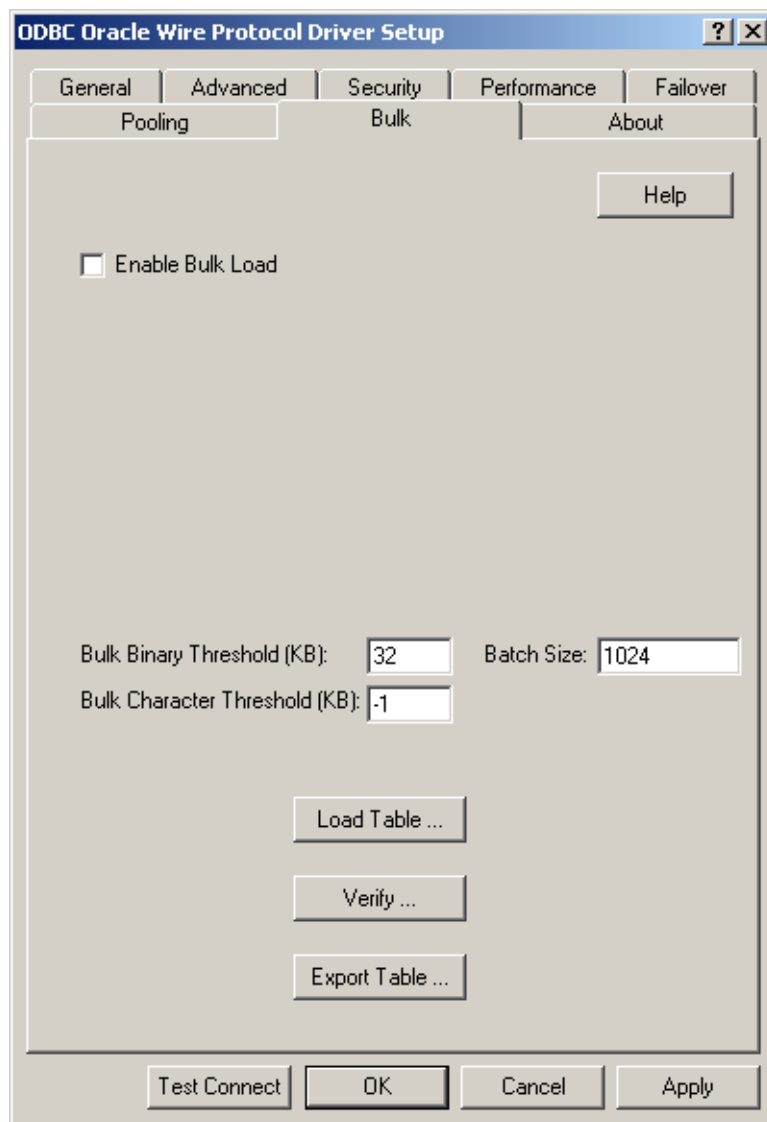 ODBC Oracle Wire Protocol Driver Setup
General Advanced Security Performance Failover
Pooling Bulk About
Help
Enable Bulk Load
Bulk Binary Threshold (KB): 32 Batch Size: 1024
Bulk Character Threshold (KB): -1
Load Table ...
Verify ...
Export Table ...
Test Connect OK Cancel Apply